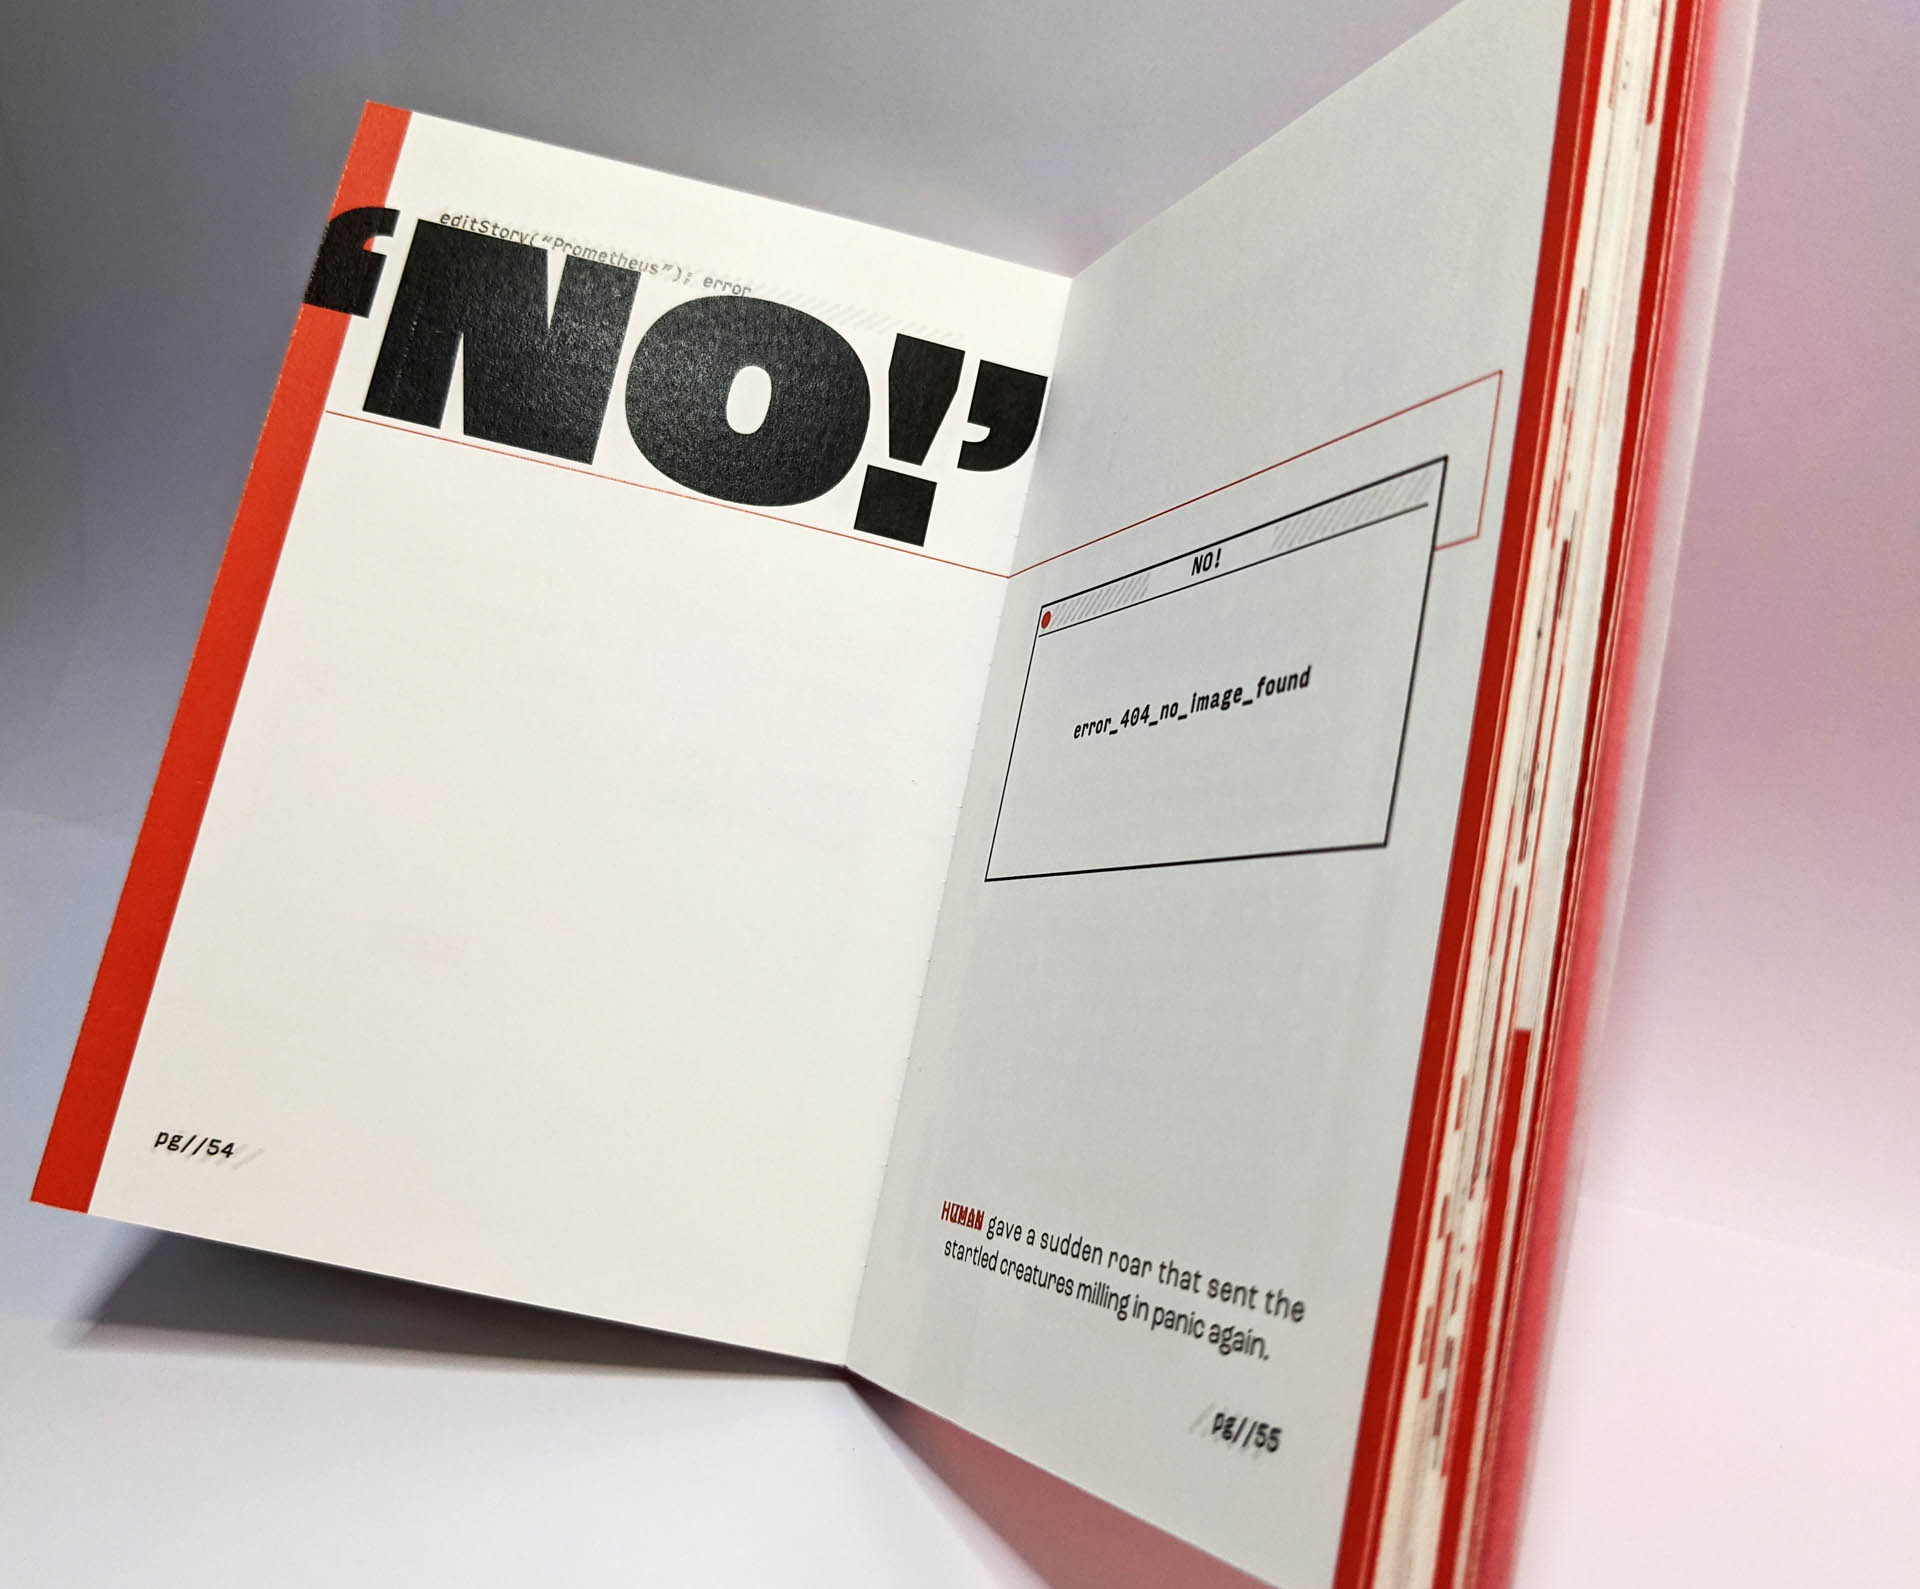 editStory("Prometheus"); error
‘NO!’
pg//54
NO!
error_404_no_image_found
HUMAN gave a sudden roar that sent the
startled creatures milling in panic again.
pg//55